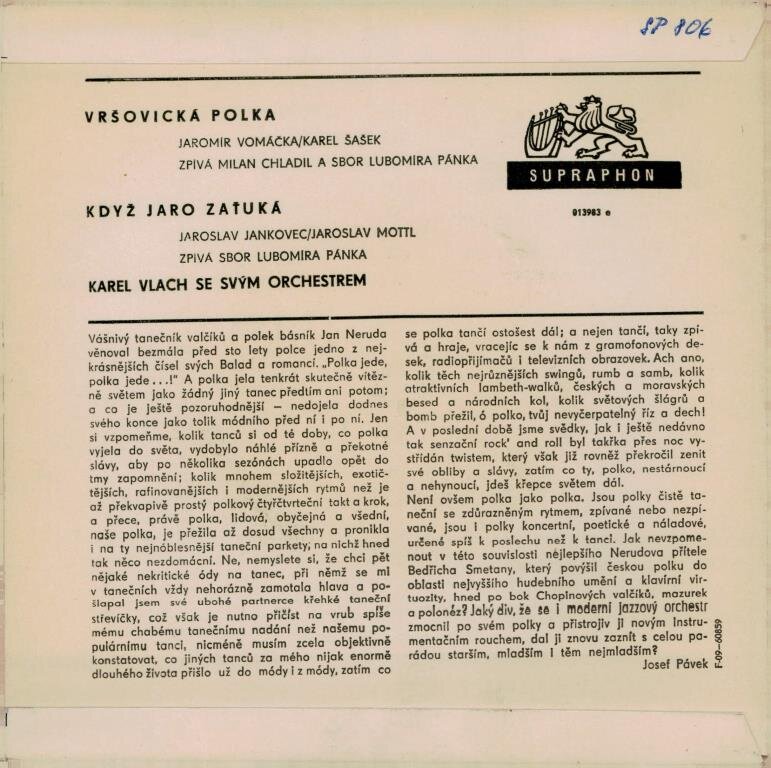 SP 806
VRŠOVICKÁ POLKA
JAROMÍR VOMÁČKA/KAREL ŠAŠEK
ZPÍVÁ MILAN CHLADIL A SBOR LUBOMÍRA PÁNKA
SUPRAPHON
013983 e
KDYŽ JARO ZAŤUKÁ
JAROSLAV JANKOVEC/JAROSLAV MOTTL
ZPÍVÁ SBOR LUBOMÍRA PÁNKA
KAREL VLACH SE SVÝM ORCHESTREM
Vášnivý tanečník valčíků a polek básník Jan Neruda
věnoval bezmála před sto lety polce jedno z nej-
krásnějších čísel svých Balad a romancí. „Polka jede,
polka jede...!" A polka jela tenkrát skutečně vítěz-
ně světem jako žádný jiný tanec předtím ani potom;
a co je ještě pozoruhodnější — nedojela dodnes
svého konce jako tolik módního před ní i po ní. Jen
si vzpomeňme, kolik tanců si od té doby, co polka
vyjela do světa, vydobylo náhlé přízně a překotné
slávy, aby po několika sezónách upadlo opět do
tmy zapomnění; kolik mnohem složitějších, exotič-
tějších, rafinovanějších i modernějších rytmů než je
až překvapivě prostý polkový čtyřčtvrteční takt a krok,
a přece, právě polka, lidová, obyčejná a všední,
naše polka, je přežila až dosud všechny a pronikla
i na ty nejnóblesnější taneční parkety, na nichž hned
tak něco nezdomácní. Ne, nemyslete si, že chci pět
nějaké nekritické ódy na tanec, při němž se mi
v tanečních vždy nehorázně zamotala hlava a po-
šlapal jsem své ubohé partnerce křehké taneční
střevíčky, což však je nutno přičíst na vrub spíše
mému chabému tanečnímu nadání než našemu po-
pulárnímu tanci, nicméně musím zcela objektivně
konstatovat, co jiných tanců za mého nijak enormě
dlouhého života přišlo už do módy i z módy, zatím co
se polka tančí ostošest dál; a nejen tančí, taky zpí-
vá a hraje, vracejíc se k nám z gramofonových de-
sek, radiopřijímačů i televizních obrazovek. Ach ano,
kolik těch nejrůznějších swingů, rumb a samb, kolik
atraktivních lambeth-walků, českých a moravských
besed a národních kol, kolik světových šlágrů a
bomb přežil, ó polko, tvůj nevyčerpatelný říz a dech!
A v poslední době jsme svědky, jak i ještě nedávno
tak senzační rock' and roll byl takřka přes noc vy-
střídán twistem, který však již rovněž překročil zenit
své obliby a slávy, zatím co ty, polko, nestárnoucí
a nehynoucí, jdeš křepce světem dál.
Není ovšem polka jako polka. Jsou polky čistě ta-
neční se zdůrazněným rytmem, zpívané nebo nezpí-
vané, jsou i polky koncertní, poetické a náladové,
určené spíš k poslechu než k tanci. Jak nevzpome-
nout v této souvislosti nejlepšího Nerudova přítele
Bedřicha Smetany, který povýšil českou polku do
oblasti nejvyššího hudebního umění a klavírní vir-
tuozity, hned po bok Chopinových valčíků, mazurek
a polonéz? Jaký div, že se i moderní jazzový orchestr
zmocnil po svém polky a přistrojiv ji novým instru-
mentačním rouchem, dal jí znovu zaznít s celou pa-
rádou starším, mladším i těm nejmladším?
Josef Pávek
F-09—60859